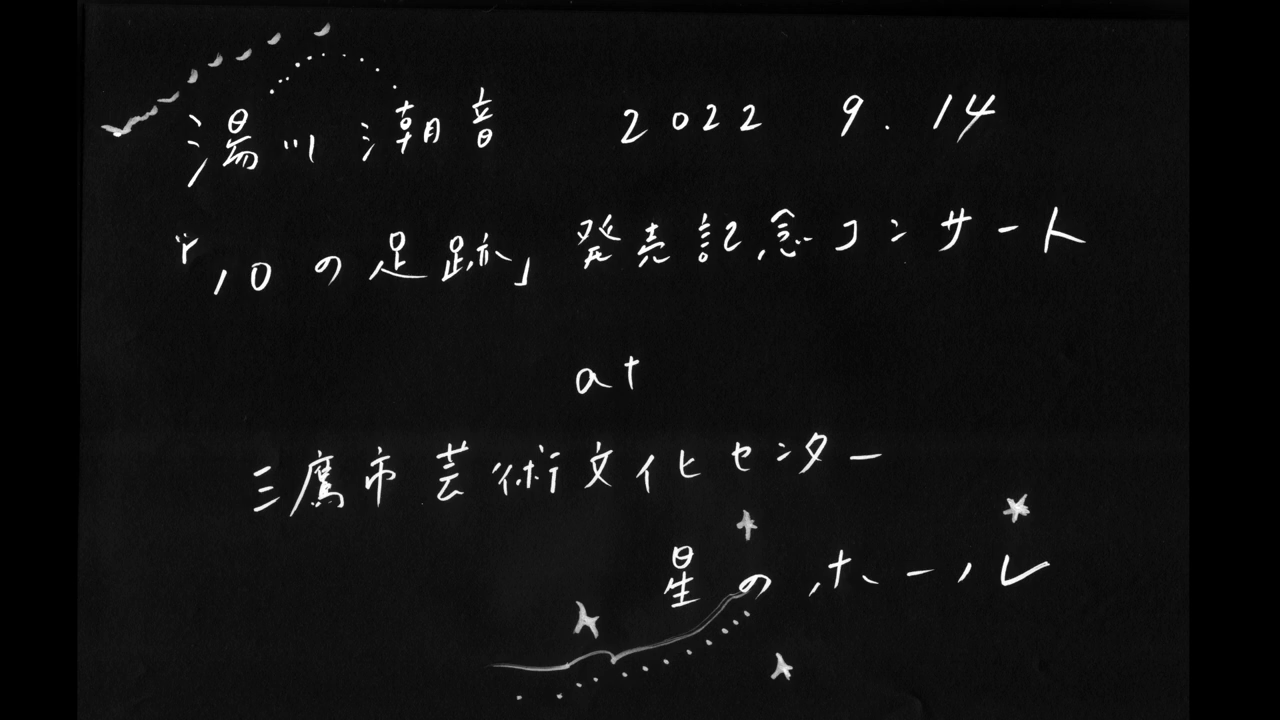 湯川潮音 2022 9.14
「10の足跡」発売記念コンサート
at
三鷹市芸術文化センター
星のホール